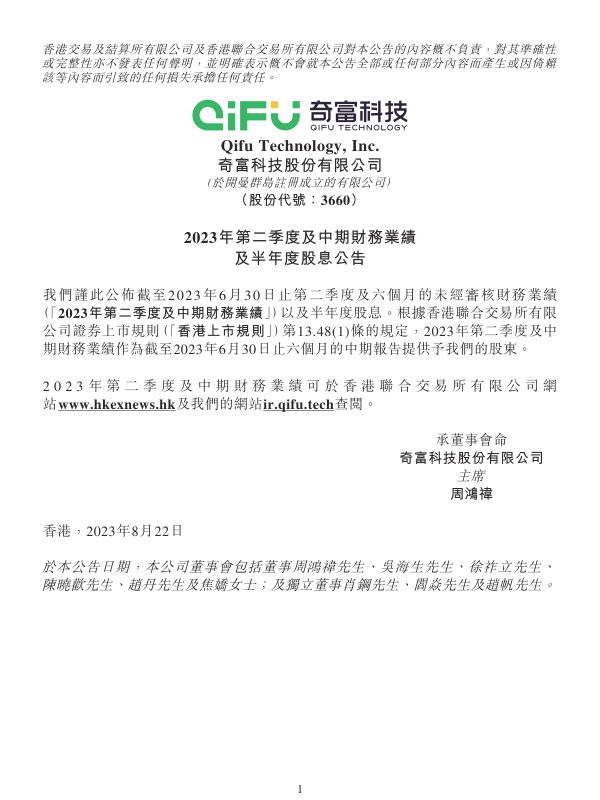 香港交易及結算所有限公司及香港聯合交易所有限公司對本公告的內容概不負責，對其準確性
或完整性亦不發表任何聲明，並明確表示概不會就本公告全部或任何部分內容而產生或因倚賴
該等內容而引致的任何損失承擔任何責任。
QiFU 奇富科技
QIFU TECHNOLOGY
Qifu Technology, Inc.
奇富科技股份有限公司
（於開曼群島註冊成立的有限公司）
（股份代號：3660）
2023年第二季度及中期財務業績
及半年度股息公告
我們謹此公佈截至2023年6月30日止第二季度及六個月的未經審核財務業績
（「2023年第二季度及中期財務業績」）以及半年度股息。根據香港聯合交易所有限
公司證券上市規則（「香港上市規則」）第13.48(1)條的規定，2023年第二季度及中
期財務業績作為截至2023年6月30日止六個月的中期報告提供予我們的股東。
2023年第二季度及中期財務業績可於香港聯合交易所有限公司網
站www.hkexnews.hk及我們的網站ir.qifu.tech查閱。
承董事會命
奇富科技股份有限公司
主席
周鴻禕
香港，2023年8月22日
於本公告日期，本公司董事會包括董事周鴻禕先生、吳海生先生、徐祚立先生、
陳曉歡先生、趙丹先生及焦嬌女士；及獨立董事肖鋼先生、閻焱先生及趙帆先生。
1